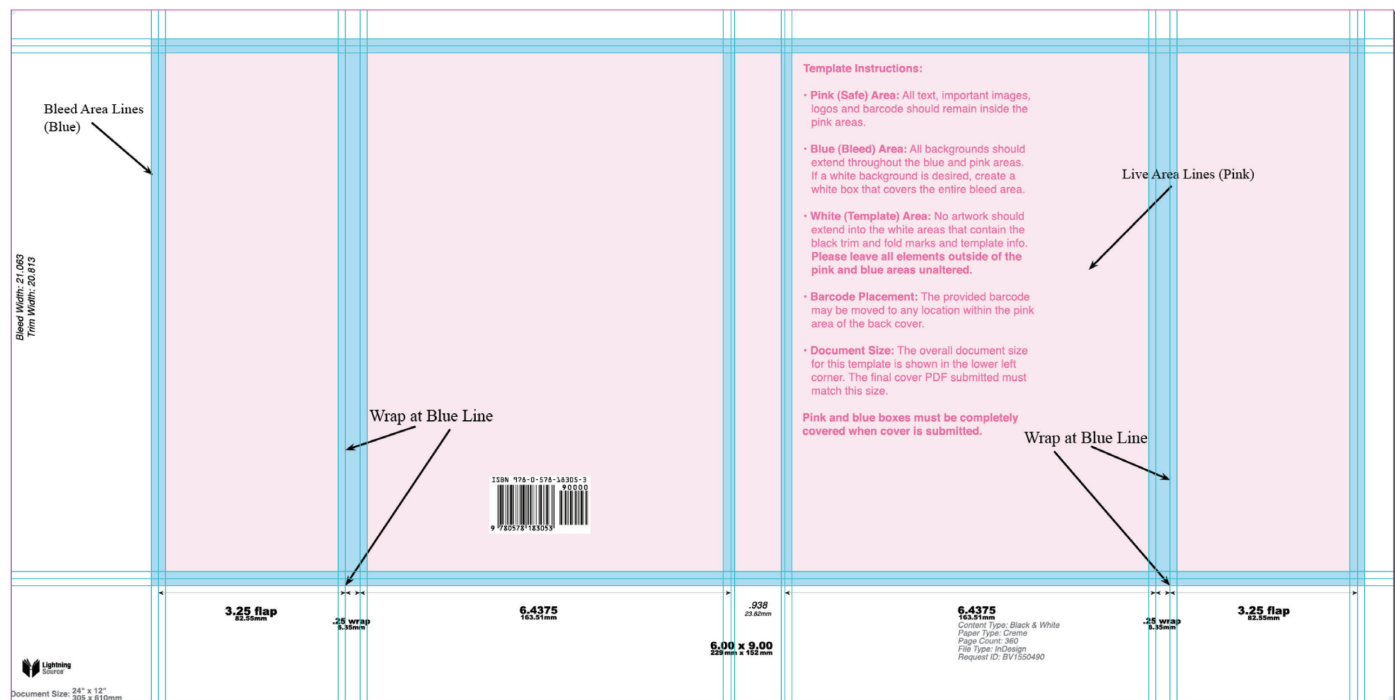 Bleed Area Lines
(Blue)
Bleed Width: 21.063
Trim Width: 20.813
Template Instructions:
• Pink (Safe) Area: All text, important images,
logos and barcode should remain inside the
pink areas.
• Blue (Bleed) Area: All backgrounds should
extend throughout the blue and pink areas.
If a white background is desired, create a
white box that covers the entire bleed area.
• White (Template) Area: No artwork should
extend into the white areas that contain the
black trim and fold marks and template info.
Please leave all elements outside of the
pink and blue areas unaltered.
• Barcode Placement: The provided barcode
may be moved to any location within the pink
area of the back cover.
• Document Size: The overall document size
for this template is shown in the lower left
corner. The final cover PDF submitted must
match this size.
Pink and blue boxes must be completely
covered when cover is submitted.
Live Area Lines (Pink)
Wrap at Blue Line
Wrap at Blue Line
ISBN 978-0-578-18305-3
90000
9 780578 183053
3.25 flap
82.55mm
.25 wrap
6.35mm
6.4375
163.51mm
.938
23.82mm
6.00 x 9.00
229mm x 152mm
6.4375
163.51mm
Content Type: Black & White
Paper Type: Creme
Page Count: 360
File Type: InDesign
Request ID: BV1550490
.25 wrap
6.35mm
3.25 flap
82.55mm
Lightning
Source
Document Size: 24" x 12"
305 x 610mm